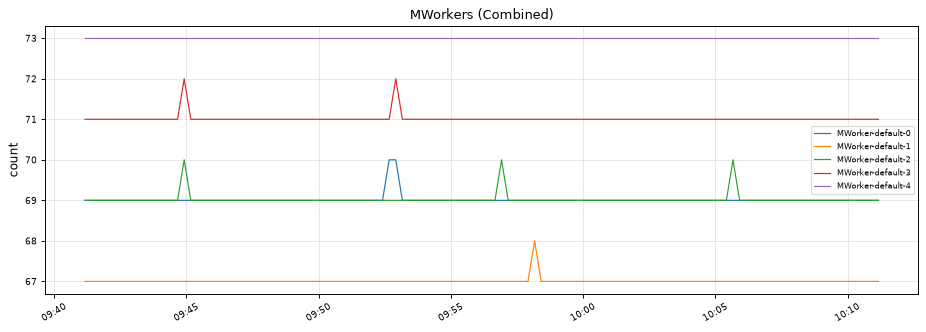 MWorkers (Combined)
count
73
72
71
70
69
68
67
MWorker-default-0
MWorker-default-1
MWorker-default-2
MWorker-default-3
MWorker-default-4
09:40
09:45
09:50
09:55
10:00
10:05
10:10